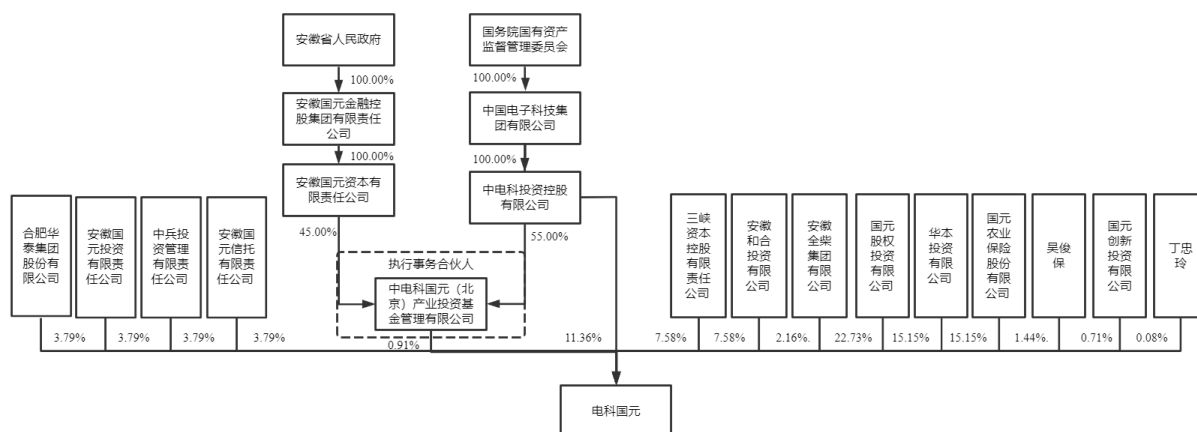 安徽省人民政府
国务院国有资产
监督管理委员会
100.00%
100.00%
安徽国元金融控
股集团有限责任
公司
中国电子科技集
团有限公司
100.00%
100.00%
安徽国元资本有
限责任公司
中电科投资控股
有限公司
45.00%
55.00%
合肥华
泰集团
股份有
限公司
安徽国
元投资
有限责
任公司
中兵投
资管理
有限责
任公司
安徽国
元信托
有限责
任公司
执行事务合伙人
中电科国元（北
京）产业投资基
金管理有限公司
三峡
资本
控股
有限
责任
公司
安徽
和合
投资
有限
公司
安徽
全柴
集团
有限
公司
国元
股权
投资
有限
公司
华本
投资
有限
公司
国元
农业
保险
股份
有限
公司
吴俊
保
国元
创新
投资
有限
公司
丁忠
玲
3.79%
3.79%
3.79%
3.79%
0.91%
11.36%
7.58%
7.58%
2.16%.
22.73%
15.15%
15.15%
1.44%.
0.71%
0.08%
电科国元